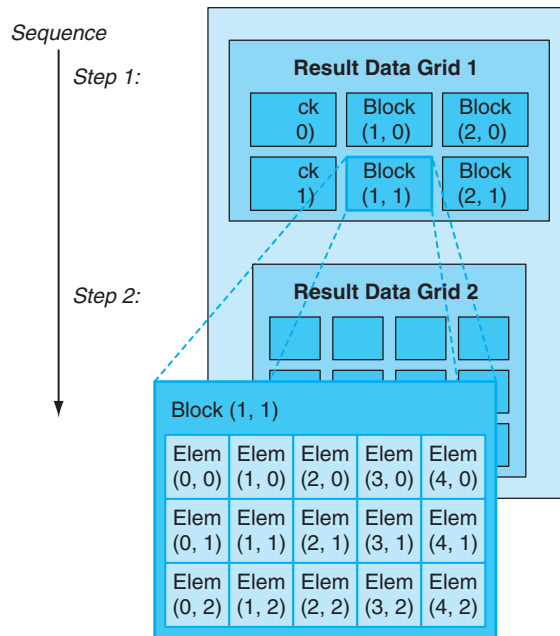 Sequence
Step 1:
Result Data Grid 1
ck Block Block
0) (1, 0) (2, 0)
ck Block Block
1) (1, 1) (2, 1)
Step 2:
Result Data Grid 2
Block (1, 1)
Elem Elem Elem Elem Elem
(0, 0) (1, 0) (2, 0) (3, 0) (4, 0)
Elem Elem Elem Elem Elem
(0, 1) (1, 1) (2, 1) (3, 1) (4, 1)
Elem Elem Elem Elem Elem
(0, 2) (1, 2) (2, 2) (3, 2) (4, 2)